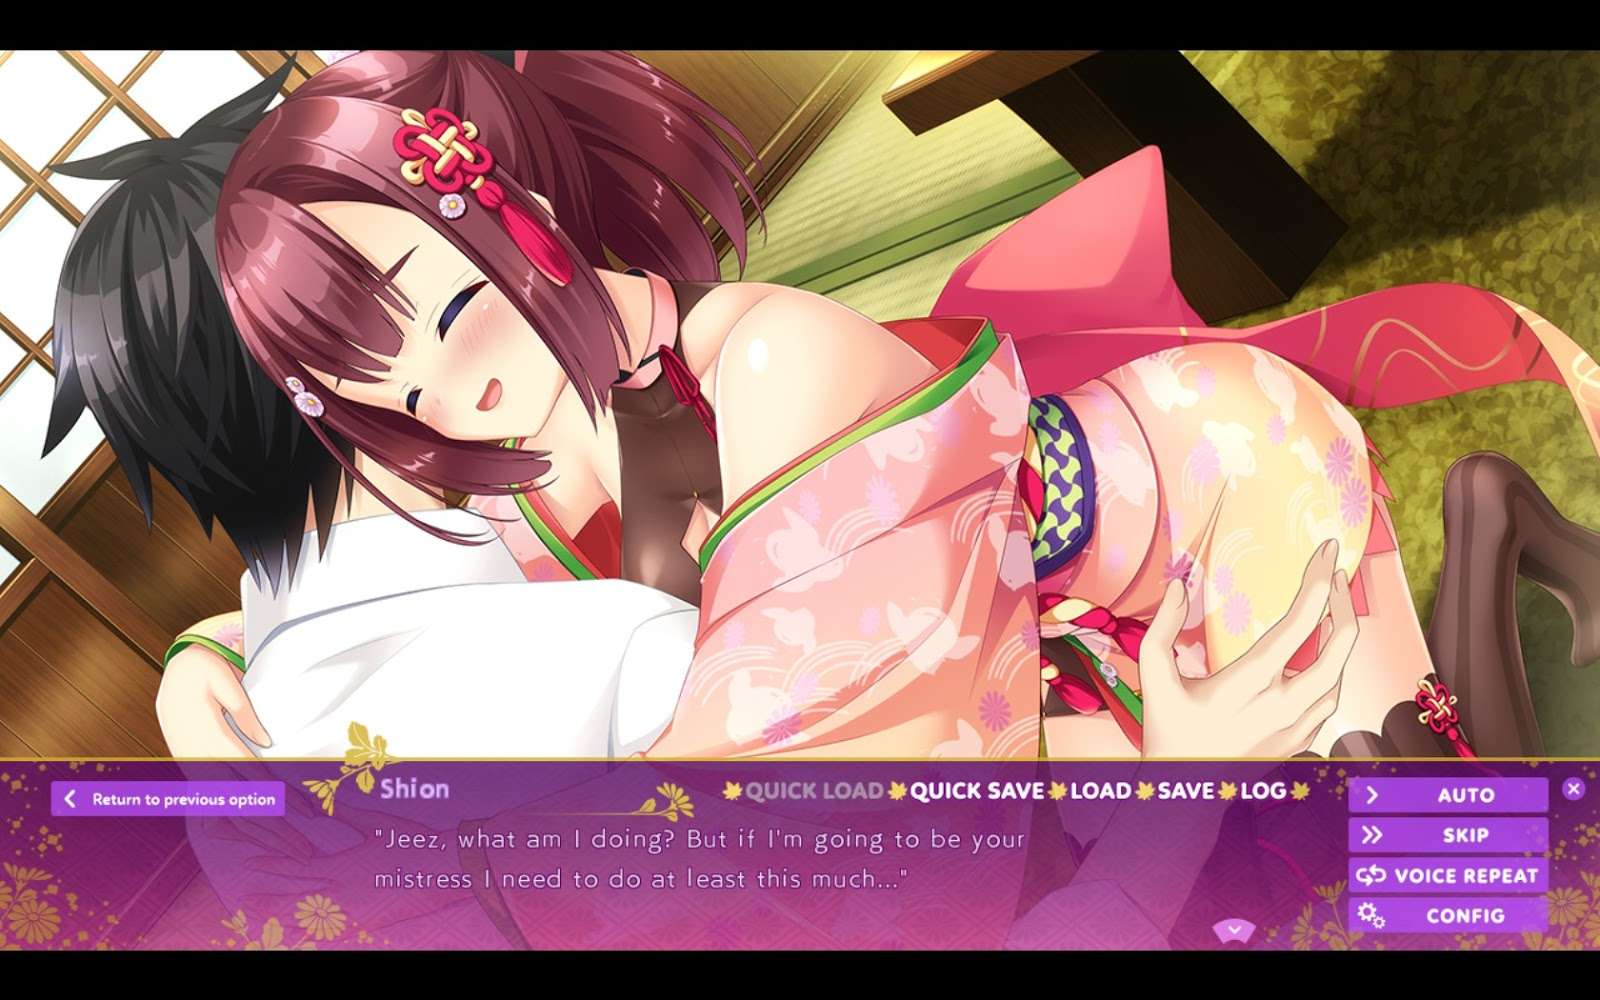 Return to previous option
Shion
QUICK LOAD QUICK SAVE LOAD SAVE LOG
"Jeez, what am I doing? But if I'm going to be your
mistress I need to do at least this much..."
AUTO
SKIP
VOICE REPEAT
CONFIG